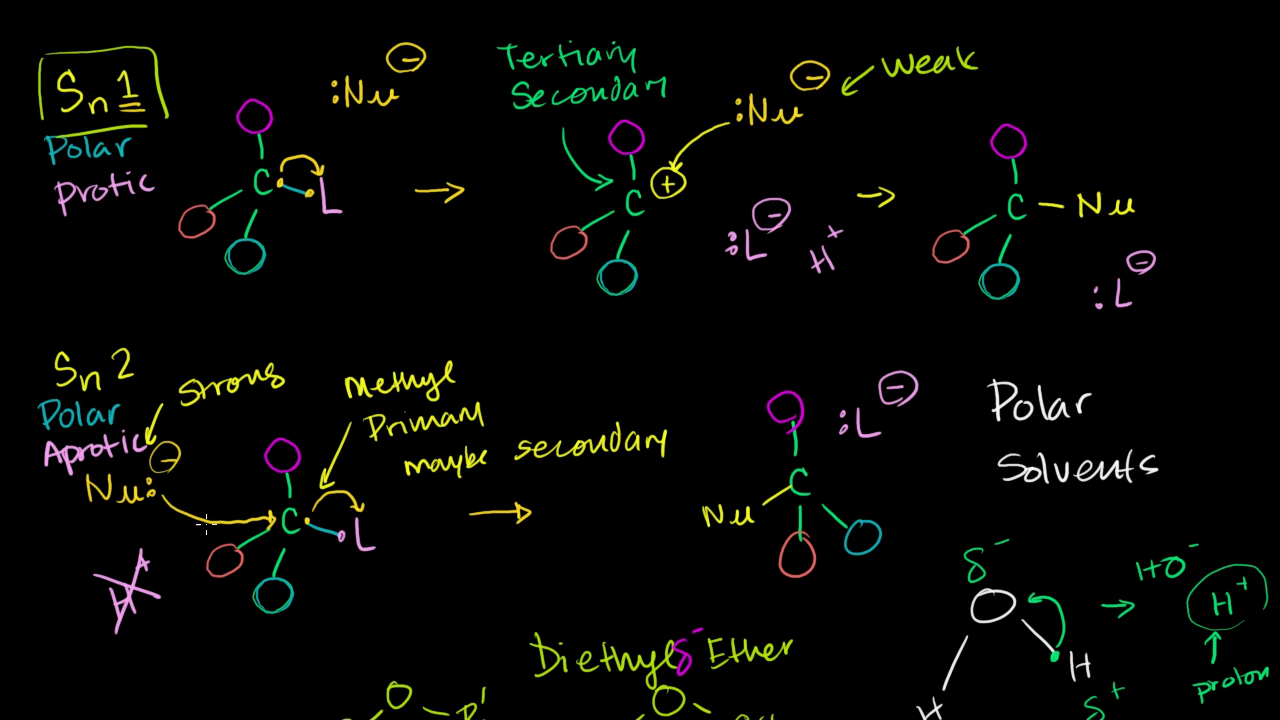 Sn1
Polar
Protic
:Nu −
C
L
→
Tertiary
Secondary
C +
:Nu −
weak
:L −
H+
→
C — Nu
:L −
Sn2
Polar
Aprotic
strong
Nu: −
C
L
H+
Methyl
Primary
maybe secondary
→
C
Nu
:L −
Polar
Solvents
δ−
O
H
H
δ+
→ HO− H+
proton
Diethyl Ether
δ−
O
R'
O